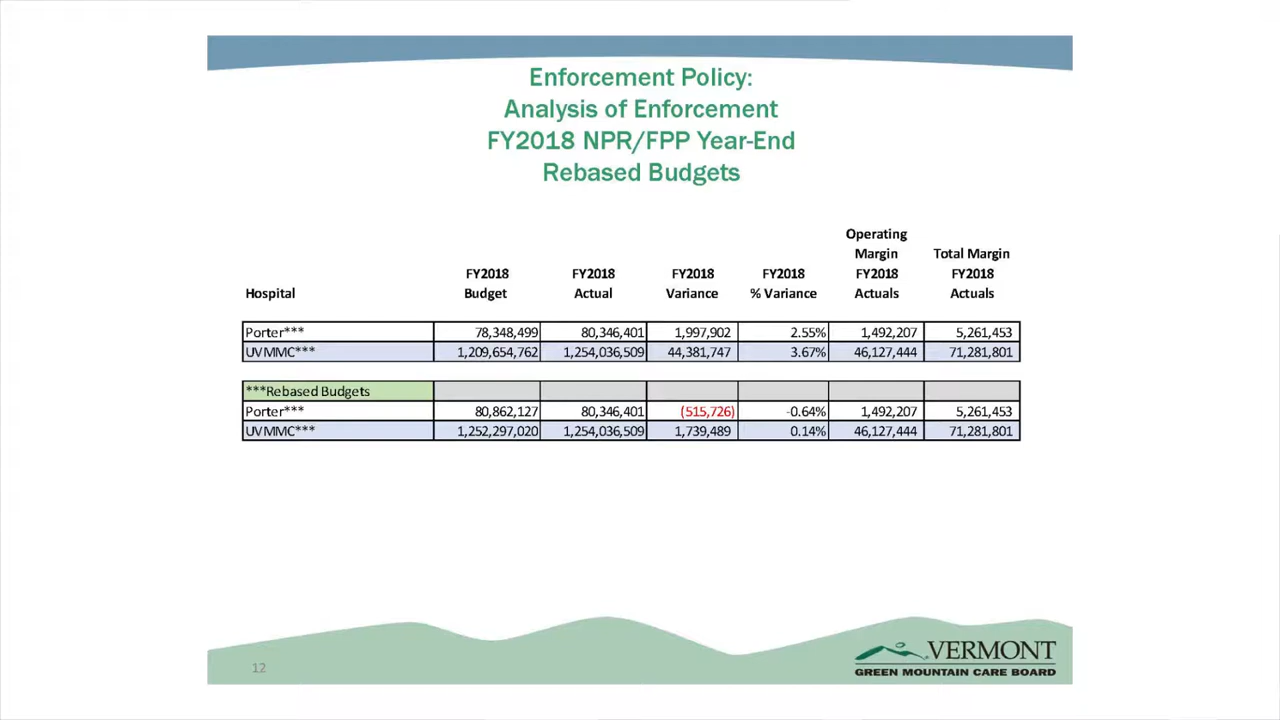 Enforcement Policy:
Analysis of Enforcement
FY2018 NPR/FPP Year-End
Rebased Budgets
Hospital FY2018 Budget FY2018 Actual FY2018 Variance FY2018 % Variance Operating Margin FY2018 Actuals Total Margin FY2018 Actuals
Porter*** 78,348,499 80,346,401 1,997,902 2.55% 1,492,207 5,261,453
UVMMC*** 1,209,654,762 1,254,036,509 44,381,747 3.67% 46,127,444 71,281,801
***Rebased Budgets
Porter*** 80,862,127 80,346,401 (515,726) -0.64% 1,492,207 5,261,453
UVMMC*** 1,252,297,020 1,254,036,509 1,739,489 0.14% 46,127,444 71,281,801
12
VERMONT
GREEN MOUNTAIN CARE BOARD